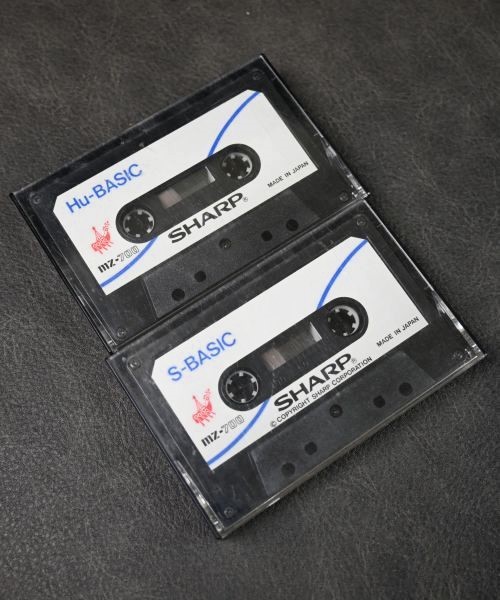 Hu-BASIC
SHARP®
MADE IN JAPAN
MZ-700
S-BASIC
SHARP®
© COPYRIGHT SHARP CORPORATION
MADE IN JAPAN
MZ-700